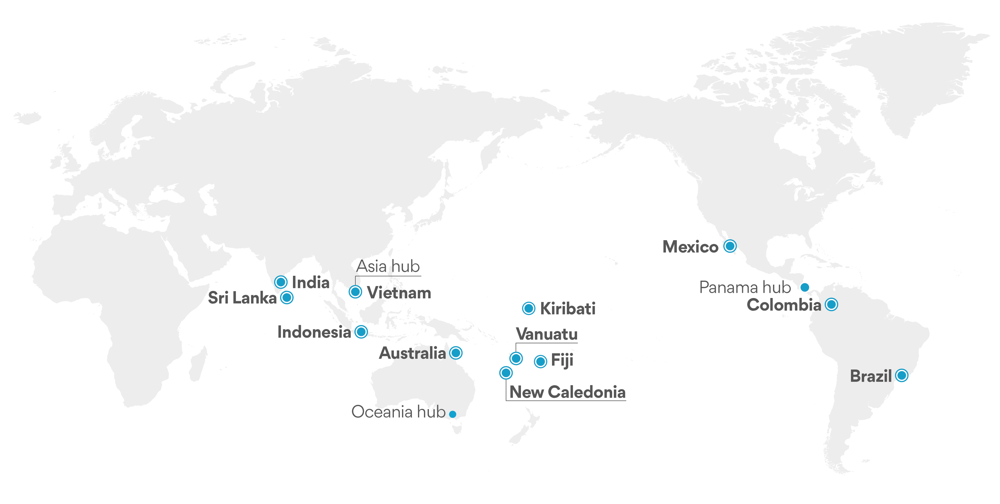 Mexico
Asia hub
India
Vietnam
Panama hub
Sri Lanka
Colombia
Kiribati
Indonesia
Vanuatu
Australia
Fiji
Brazil
New Caledonia
Oceania hub